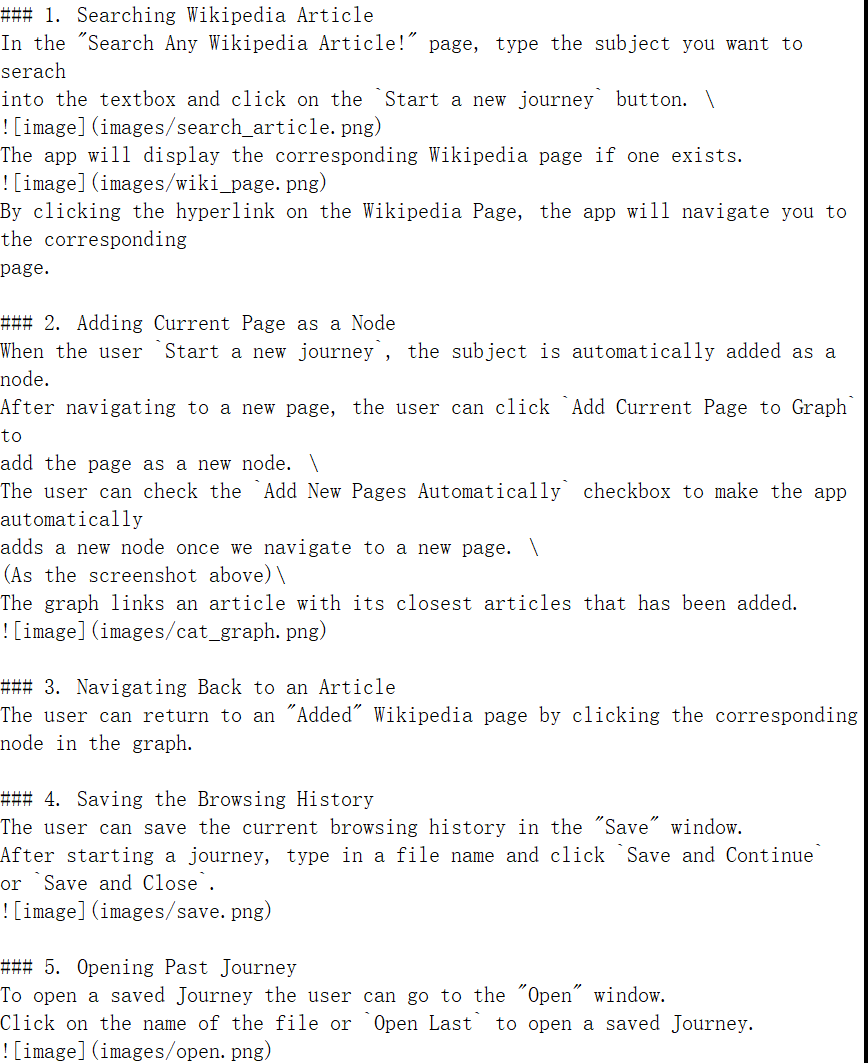 ### 1. Searching Wikipedia Article
In the "Search Any Wikipedia Article!" page, type the subject you want to
serach
into the textbox and click on the `Start a new journey` button. \
![image](images/search_article.png)
The app will display the corresponding Wikipedia page if one exists.
![image](images/wiki_page.png)
By clicking the hyperlink on the Wikipedia Page, the app will navigate you to
the corresponding
page.

### 2. Adding Current Page as a Node
When the user `Start a new journey`, the subject is automatically added as a
node.
After navigating to a new page, the user can click `Add Current Page to Graph`
to
add the page as a new node. \
The user can check the `Add New Pages Automatically` checkbox to make the app
automatically
adds a new node once we navigate to a new page. \
(As the screenshot above)\
The graph links an article with its closest articles that has been added.
![image](images/cat_graph.png)

### 3. Navigating Back to an Article
The user can return to an "Added" Wikipedia page by clicking the corresponding
node in the graph.

### 4. Saving the Browsing History
The user can save the current browsing history in the "Save" window.
After starting a journey, type in a file name and click `Save and Continue`
or `Save and Close`.
![image](images/save.png)

### 5. Opening Past Journey
To open a saved Journey the user can go to the "Open" window.
Click on the name of the file or `Open Last` to open a saved Journey.
![image](images/open.png)